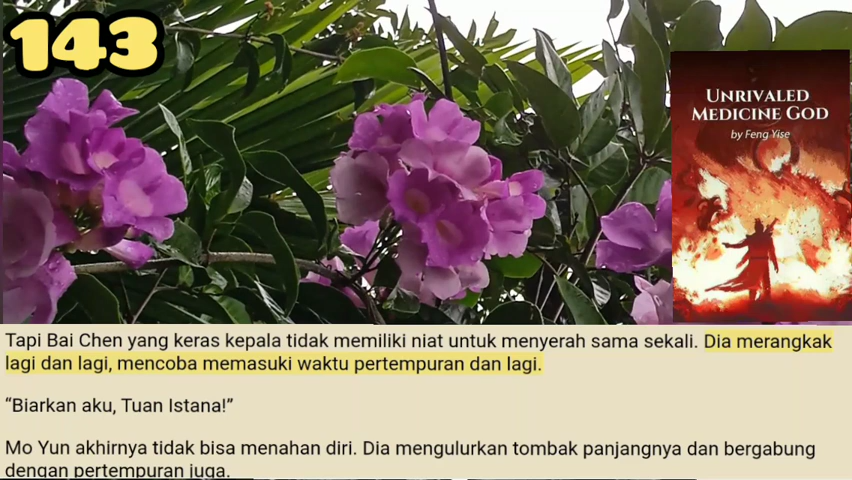 143
UNRIVALED
MEDICINE GOD
by Feng Yise
Tapi Bai Chen yang keras kepala tidak memiliki niat untuk menyerah sama sekali. Dia merangkak
lagi dan lagi, mencoba memasuki waktu pertempuran dan lagi.
“Biarkan aku, Tuan Istana!”
Mo Yun akhirnya tidak bisa menahan diri. Dia mengulurkan tombak panjangnya dan bergabung
dengan pertempuran juga.